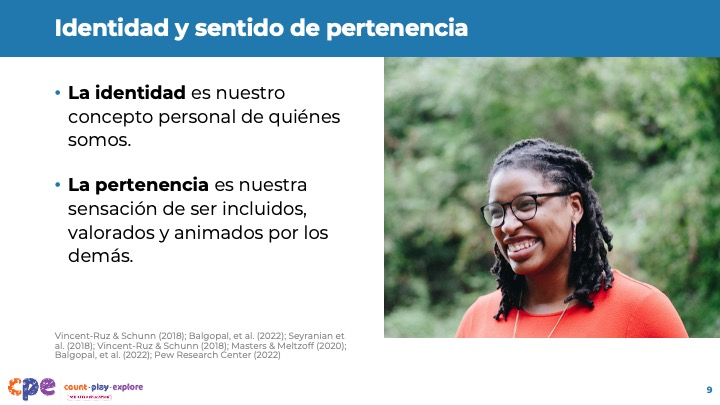 Identidad y sentido de pertenencia
• La identidad es nuestro
concepto personal de quiénes
somos.
• La pertenencia es nuestra
sensación de ser incluidos,
valorados y animados por los
demás.
Vincent-Ruz & Schunn (2018); Balgopal, et al. (2022); Seyranian et
al. (2018); Vincent-Ruz & Schunn (2018); Masters & Meltzoff (2020);
Balgopal, et al. (2022); Pew Research Center (2022)
cpe count·play·explore
9